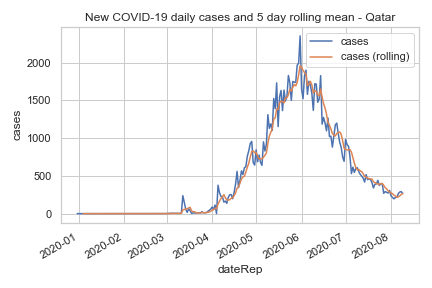 New COVID-19 daily cases and 5 day rolling mean - Qatar
cases
cases (rolling)
cases
2000
1500
1000
500
0
2020-01
2020-02
2020-03
2020-04
2020-05
2020-06
2020-07
2020-08
dateRep